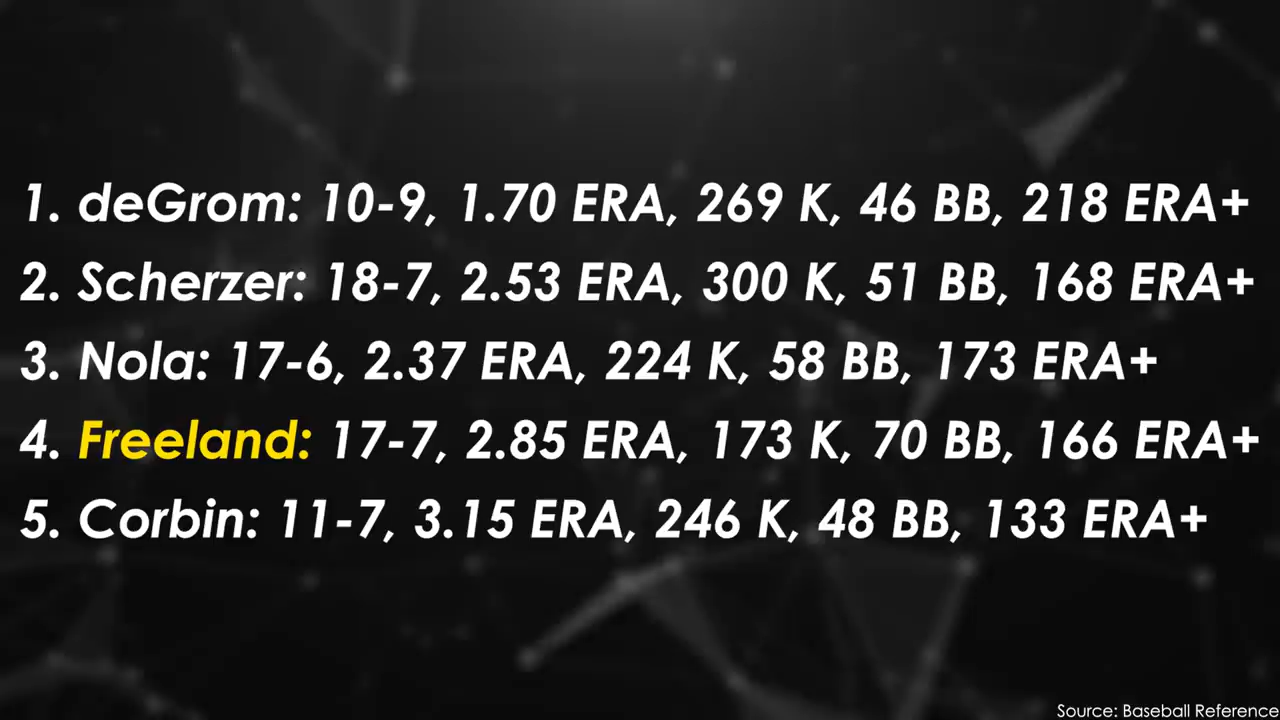 1. deGrom: 10-9, 1.70 ERA, 269 K, 46 BB, 218 ERA+
2. Scherzer: 18-7, 2.53 ERA, 300 K, 51 BB, 168 ERA+
3. Nola: 17-6, 2.37 ERA, 224 K, 58 BB, 173 ERA+
4. Freeland: 17-7, 2.85 ERA, 173 K, 70 BB, 166 ERA+
5. Corbin: 11-7, 3.15 ERA, 246 K, 48 BB, 133 ERA+
Source: Baseball Reference